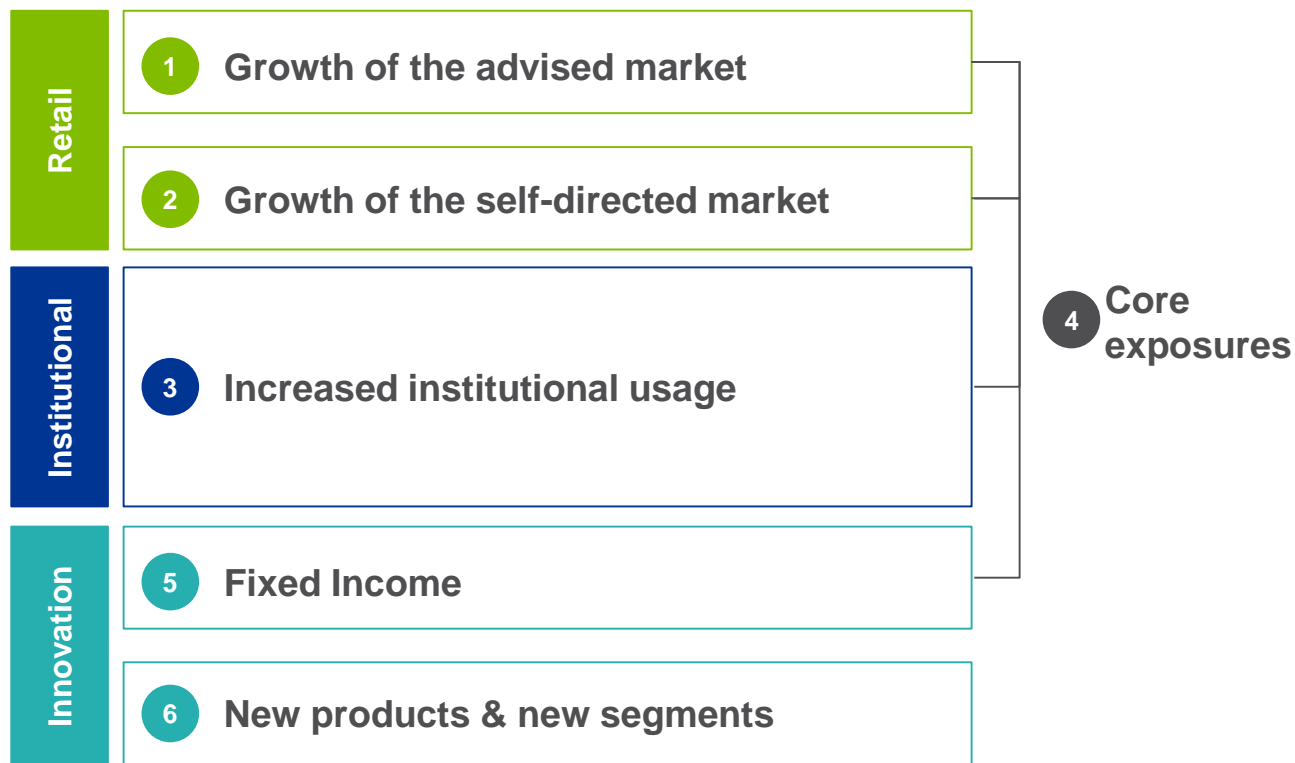 Retail
1 Growth of the advised market
2 Growth of the self-directed market
Institutional
3 Increased institutional usage
4 Core
exposures
Innovation
5 Fixed Income
6 New products & new segments